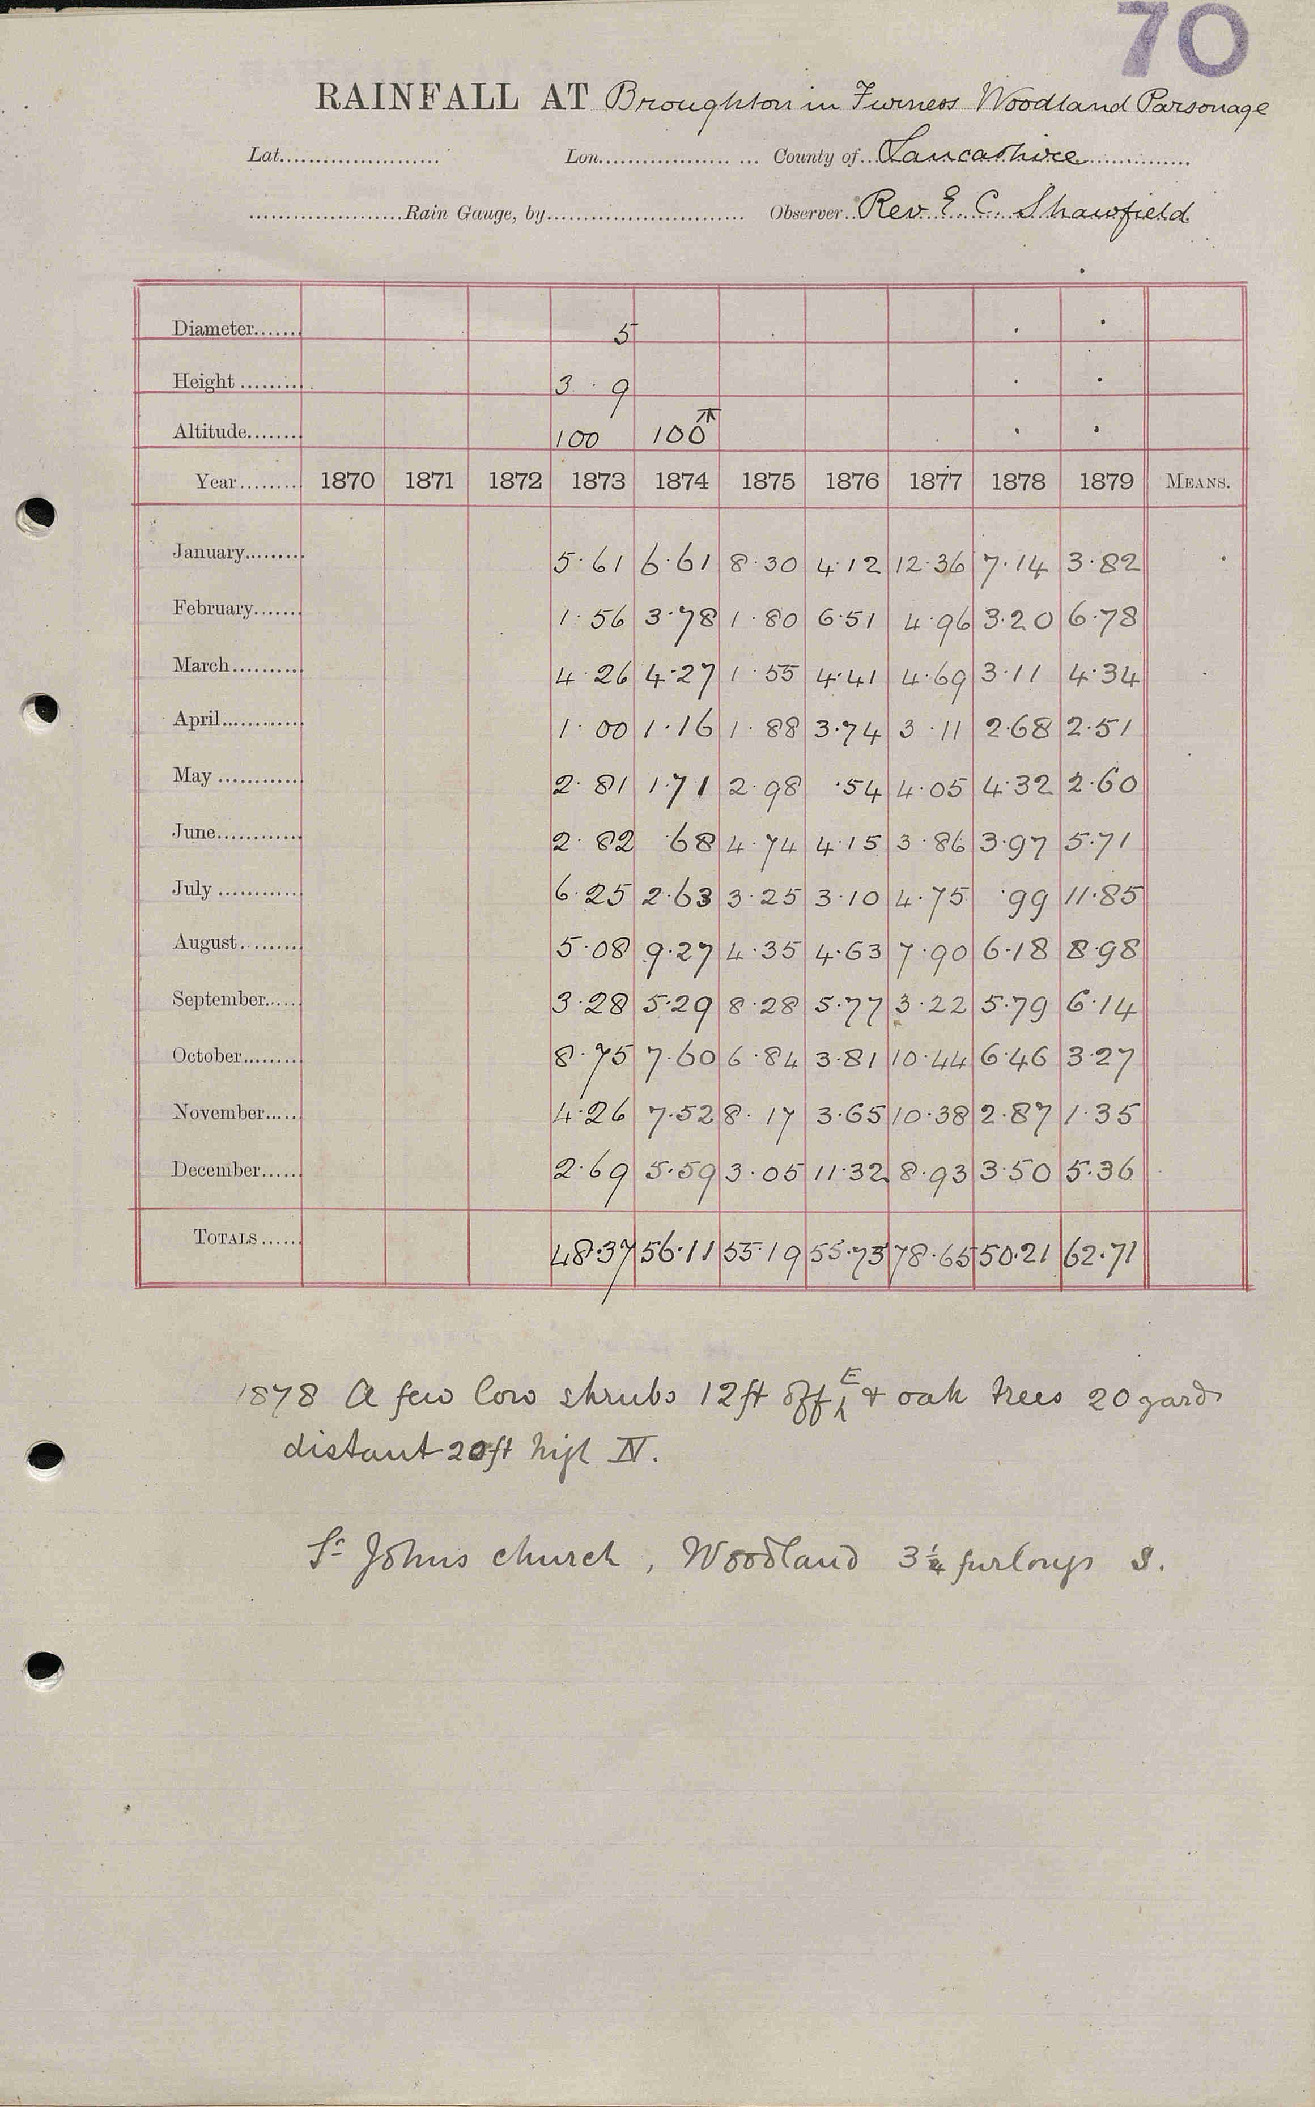 70
RAINFALL AT Broughton in Furness Woodland Parsonage
Lat...................... Lon.................. ... County of..Lancashire..............
.....................Rain Gauge, by........................... Observer..Rev E. C. Shawfield
Diameter....... 5
Height ......... 3 · 9
Altitude........ 100 100
Year......... 1870 1871 1872 1873 1874 1875 1876 1877 1878 1879 MEANS.
January......... 5·61 6·61 8·30 4·12 12·36 7·14 3·82
February....... 1·56 3·78 1·80 6·51 4·96 3·20 6·78
March.......... 4·26 4·27 1·55 4·41 4·69 3·11 4·34
April............ 1·00 1·16 1·88 3·74 3·11 2·68 2·51
May ............ 2·81 1·71 2·98 ·54 4·05 4·32 2·60
June............ 2·82 ·68 4·74 4·15 3·86 3·97 5·71
July ............ 6·25 2·63 3·25 3·10 4·75 ·99 11·85
August......... 5·08 9·27 4·35 4·63 7·90 6·18 8·98
September...... 3·28 5·29 8·28 5·77 3·22 5·79 6·14
October......... 8·75 7·60 6·84 3·81 10·44 6·46 3·27
November..... 4·26 7·52 8·17 3·65 10·38 2·87 1·35
December...... 2·69 5·59 3·05 11·32 8·93 3·50 5·36
TOTALS...... 48·37 56·11 55·19 55·75 78·65 50·21 62·71
1878 A few low shrubs 12ft off E & oak trees 20 yards
distant 20ft high N.
St Johns church, Woodland 3¼ furlongs S.